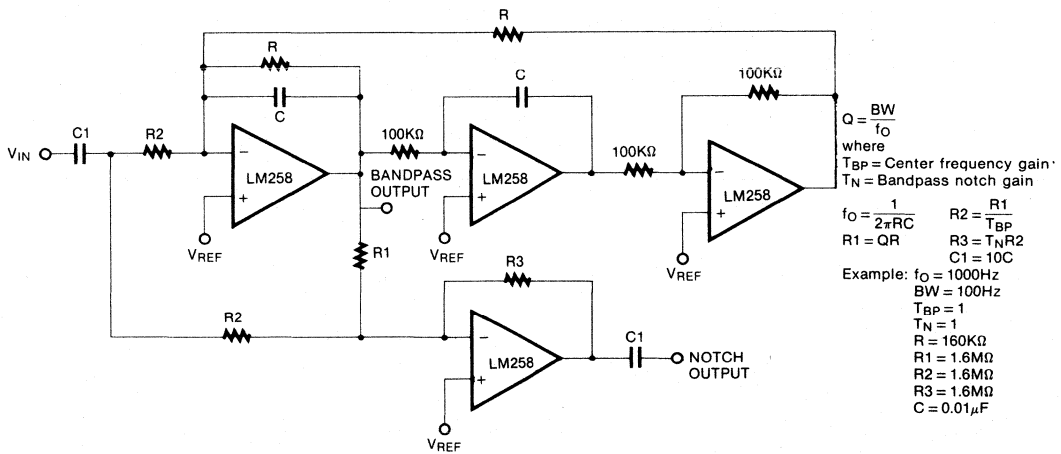 R
R
C
C
100KΩ
C1
R2
VIN
100KΩ
100KΩ
−
+
LM258
−
+
LM258
−
+
LM258
BANDPASS
OUTPUT
VREF
VREF
VREF
R1
R3
R2
−
+
LM258
C1
NOTCH
OUTPUT
VREF
Q = BW
fO
where
TBP = Center frequency gain
TN = Bandpass notch gain
fO = 1
2πRC
R2 = R1
TBP
R1 = QR
R3 = TNR2
C1 = 10C
Example: fO = 1000Hz
BW = 100Hz
TBP = 1
TN = 1
R = 160KΩ
R1 = 1.6MΩ
R2 = 1.6MΩ
R3 = 1.6MΩ
C = 0.01μF